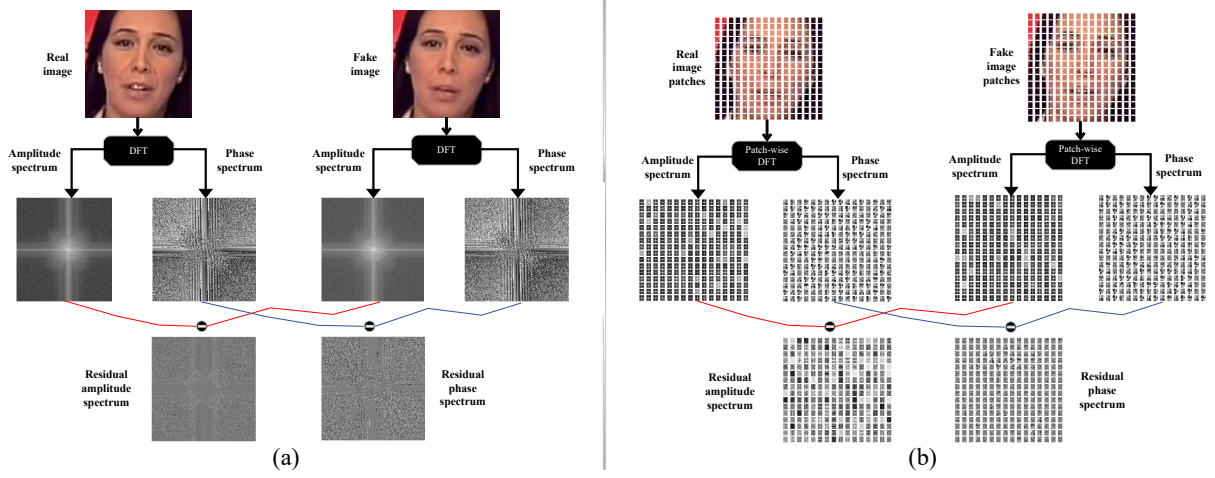 Real
image
Fake
image
DFT
DFT
Amplitude
spectrum
Phase
spectrum
Amplitude
spectrum
Phase
spectrum
Residual
amplitude
spectrum
Residual
phase
spectrum
(a)
Real
image
patches
Fake
image
patches
Patch-wise
DFT
Patch-wise
DFT
Amplitude
spectrum
Phase
spectrum
Amplitude
spectrum
Phase
spectrum
Residual
amplitude
spectrum
Residual
phase
spectrum
(b)